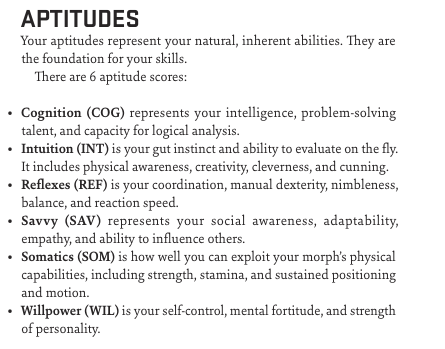 APTITUDES
Your aptitudes represent your natural, inherent abilities. They are
the foundation for your skills.
There are 6 aptitude scores:
• Cognition (COG) represents your intelligence, problem-solving
talent, and capacity for logical analysis.
• Intuition (INT) is your gut instinct and ability to evaluate on the fly.
It includes physical awareness, creativity, cleverness, and cunning.
• Reflexes (REF) is your coordination, manual dexterity, nimbleness,
balance, and reaction speed.
• Savvy (SAV) represents your social awareness, adaptability,
empathy, and ability to influence others.
• Somatics (SOM) is how well you can exploit your morph's physical
capabilities, including strength, stamina, and sustained positioning
and motion.
• Willpower (WIL) is your self-control, mental fortitude, and strength
of personality.